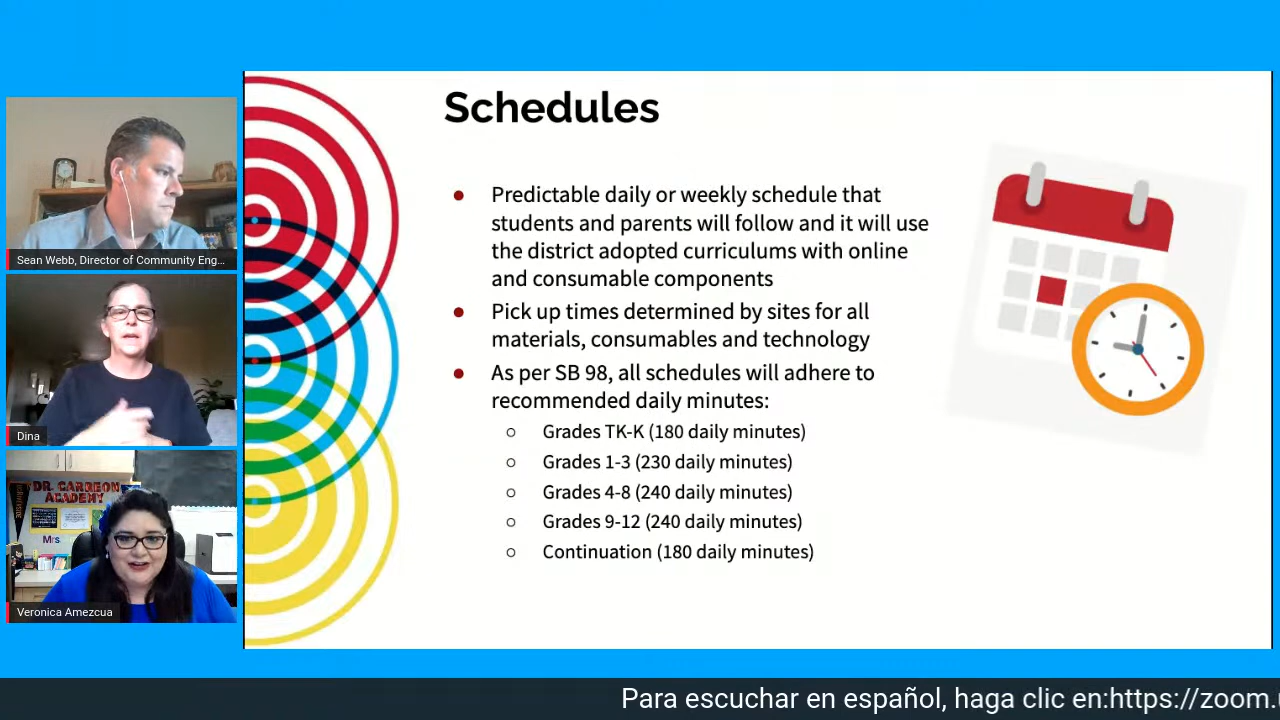 Schedules
Predictable daily or weekly schedule that
students and parents will follow and it will use
the district adopted curriculums with online
and consumable components
Pick up times determined by sites for all
materials, consumables and technology
As per SB 98, all schedules will adhere to
recommended daily minutes:
Grades TK-K (180 daily minutes)
Grades 1-3 (230 daily minutes)
Grades 4-8 (240 daily minutes)
Grades 9-12 (240 daily minutes)
Continuation (180 daily minutes)
Sean Webb, Director of Community Eng...
Dina
DR. CARREON
ACADEMY
Mrs
Veronica Amezcua
Para escuchar en español, haga clic en:https://zoom.